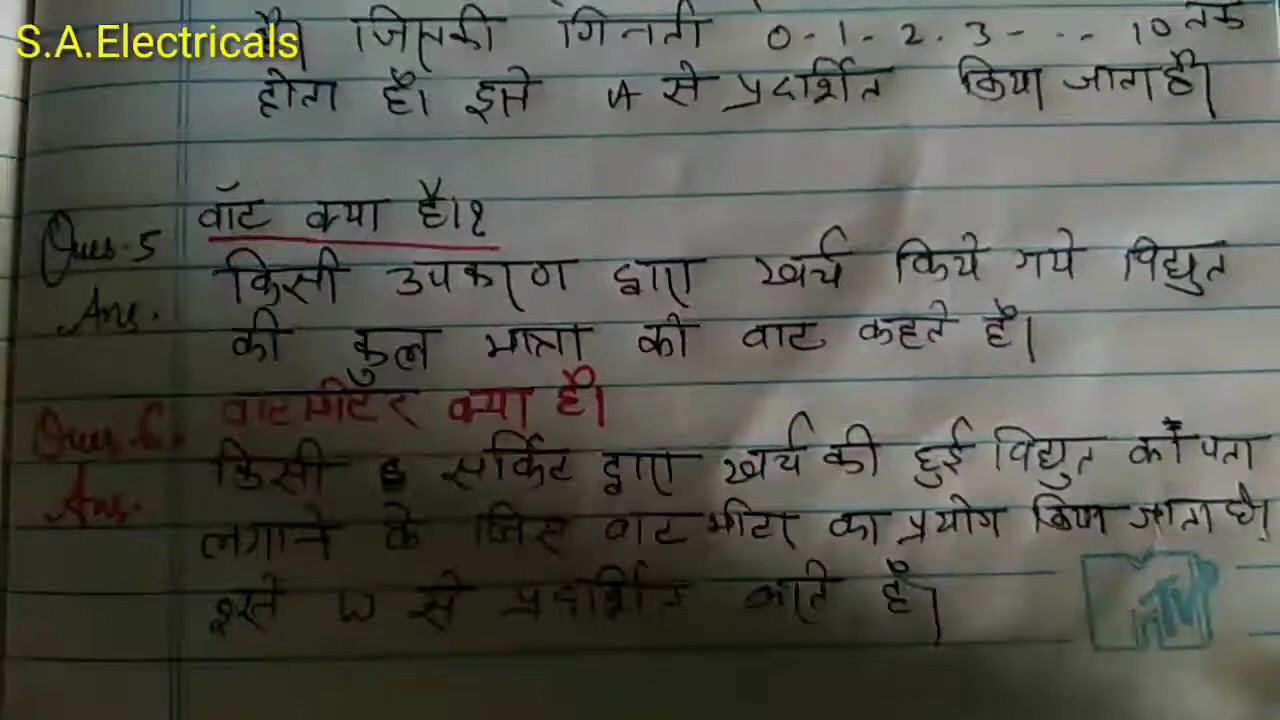 S.A.Electricals
है। जिसकी गिनती 0-1-2.3-.. 10 तक
होता है। इसे A से प्रदर्शित किया जाता है।
Ques.5 वॉट क्या है।?
Ans. किसी उपकरण द्वारा खर्च किये गये विद्युत
की कुल मात्रा को वाट कहते है।
Ques.6. वाटमिटर क्या है।
Ans. किसी सर्किट द्वारा खर्च की हुई विद्युत को पता
लगाने के लिए वाट मीटर का प्रयोग किया जाता है।
इसे W से प्रदर्शित करते है।
MTV